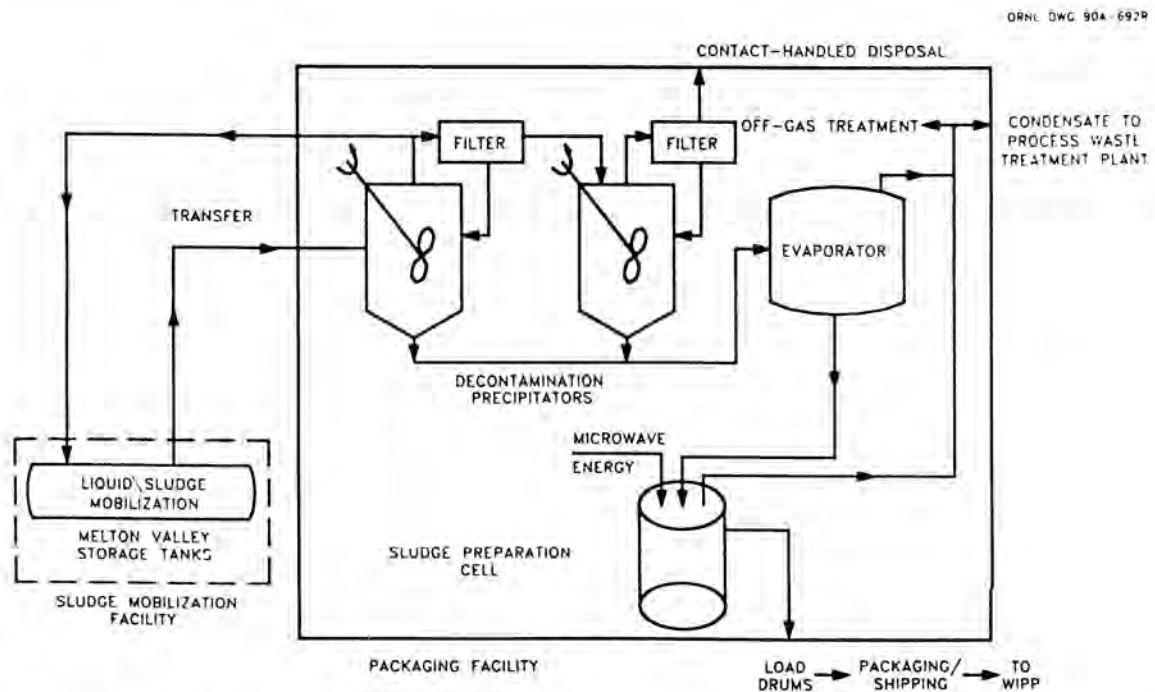 ORNL DWG 90A-692R
CONTACT-HANDLED DISPOSAL
FILTER
FILTER
OFF-GAS TREATMENT
CONDENSATE TO
PROCESS WASTE
TREATMENT PLANT
TRANSFER
EVAPORATOR
DECONTAMINATION
PRECIPITATORS
MICROWAVE
ENERGY
LIQUID\SLUDGE
MOBILIZATION
MELTON VALLEY
STORAGE TANKS
SLUDGE PREPARATION
CELL
SLUDGE MOBILIZATION
FACILITY
PACKAGING FACILITY
LOAD
DRUMS
PACKAGING/
SHIPPING
TO
WIPP